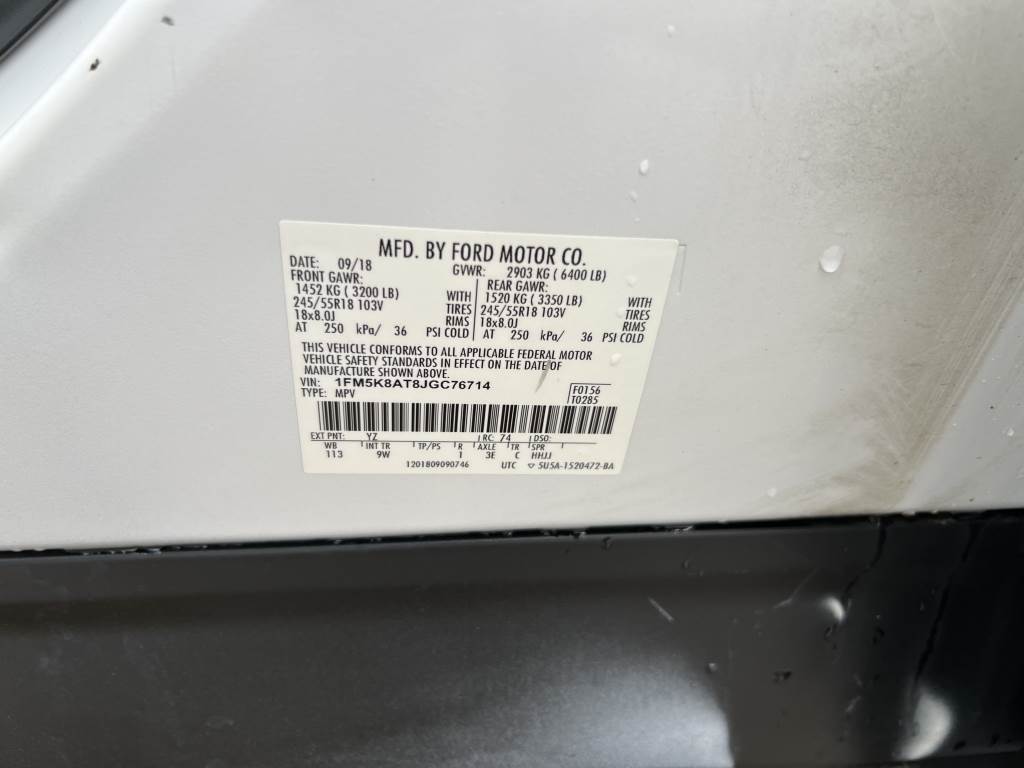 MFD. BY FORD MOTOR CO.
DATE: 09/18 GVWR: 2903 KG ( 6400 LB)
FRONT GAWR: REAR GAWR:
1452 KG ( 3200 LB) WITH 1520 KG ( 3350 LB) WITH
245/55R18 103V TIRES 245/55R18 103V TIRES
18x8.0J RIMS 18x8.0J RIMS
AT 250 kPa/ 36 PSI COLD AT 250 kPa/ 36 PSI COLD
THIS VEHICLE CONFORMS TO ALL APPLICABLE FEDERAL MOTOR
VEHICLE SAFETY STANDARDS IN EFFECT ON THE DATE OF
MANUFACTURE SHOWN ABOVE.
VIN: 1FM5K8AT8JGC76714
TYPE: MPV
F0156
T0285
EXT PNT: YZ RC: 74 DSO:
WB INT TR TP/PS R AXLE TR SPR
113 9W 1 3E C HHJJ
1201809090746 UTC ▽ 5U5A-1520472-BA